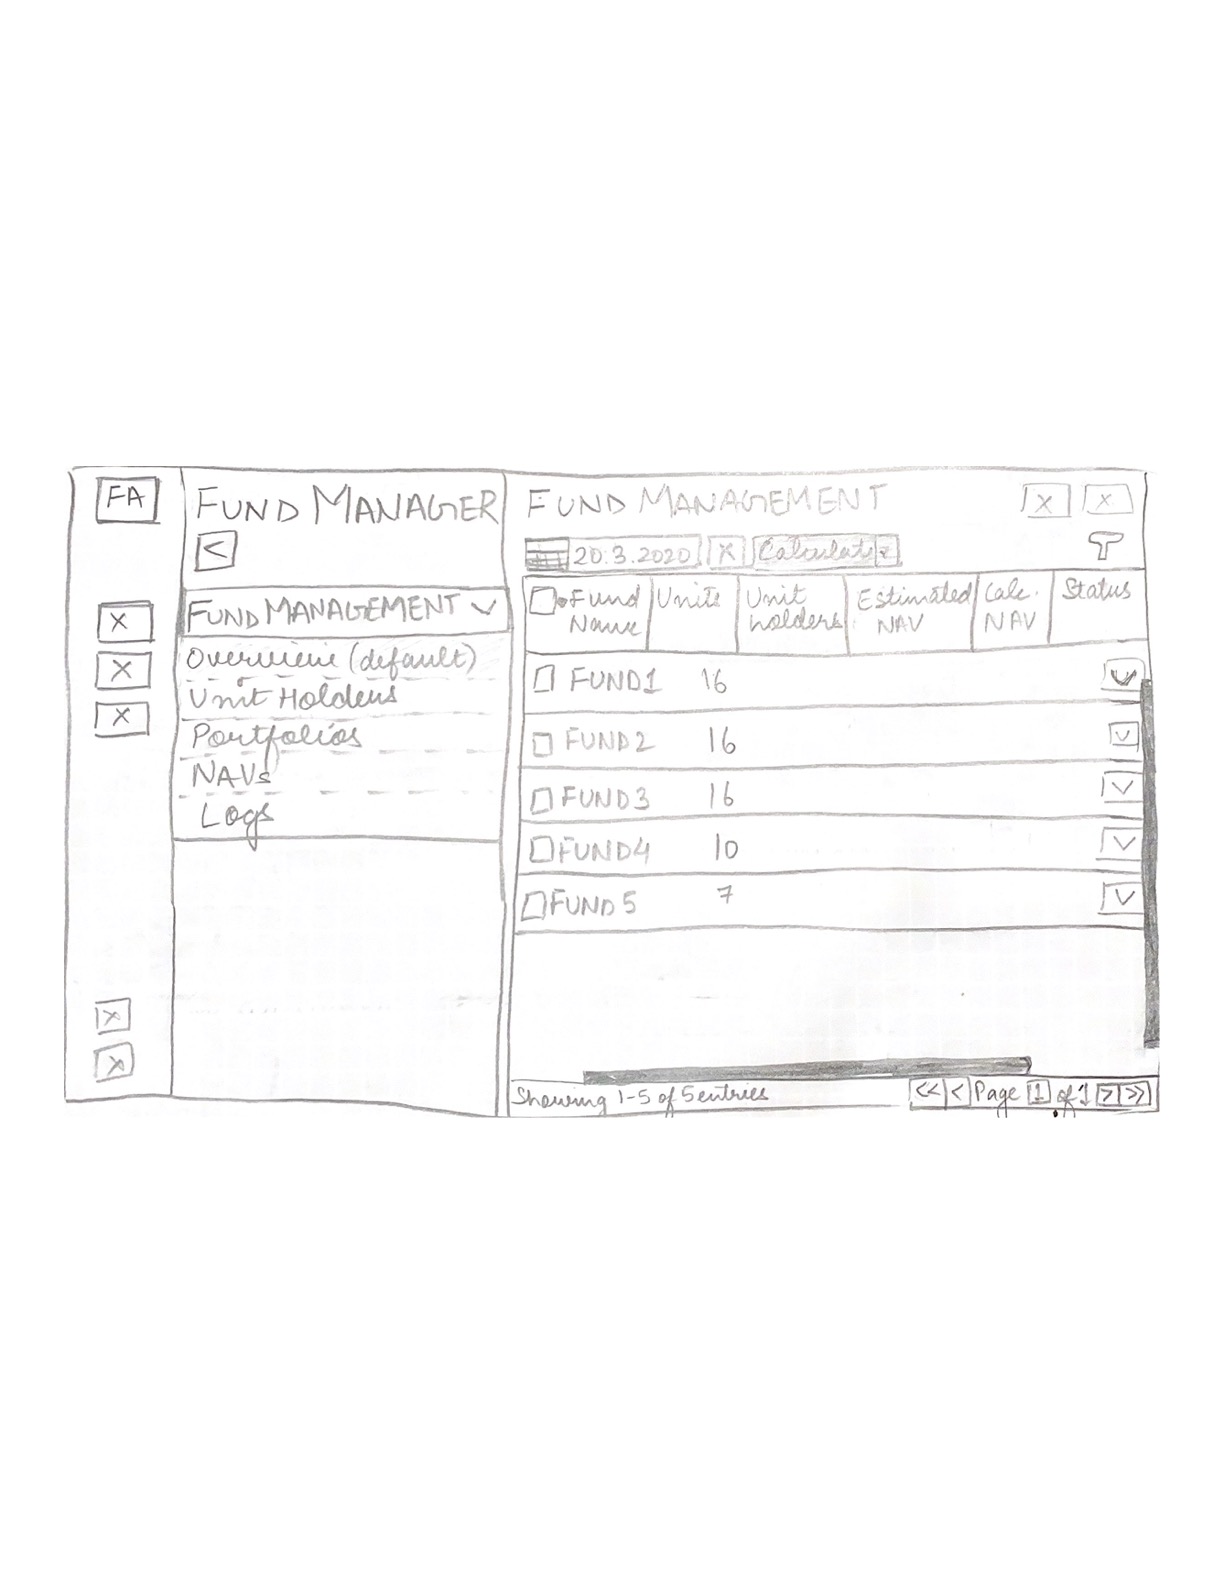 FA
X
X
X
X
X
FUND MANAGER
<
FUND MANAGEMENT
Overview (default)
Unit Holders
Portfolios
NAVs
Logs
FUND MANAGEMENT
X X
20.3.2020 X Calculate
Fund Name
Units
Unit holders
Estimated NAV
Calc. NAV
Status
FUND1 16
FUND2 16
FUND3 16
FUND4 10
FUND5 7
Showing 1-5 of 5 entries
<< < Page 1 of 1 > >>